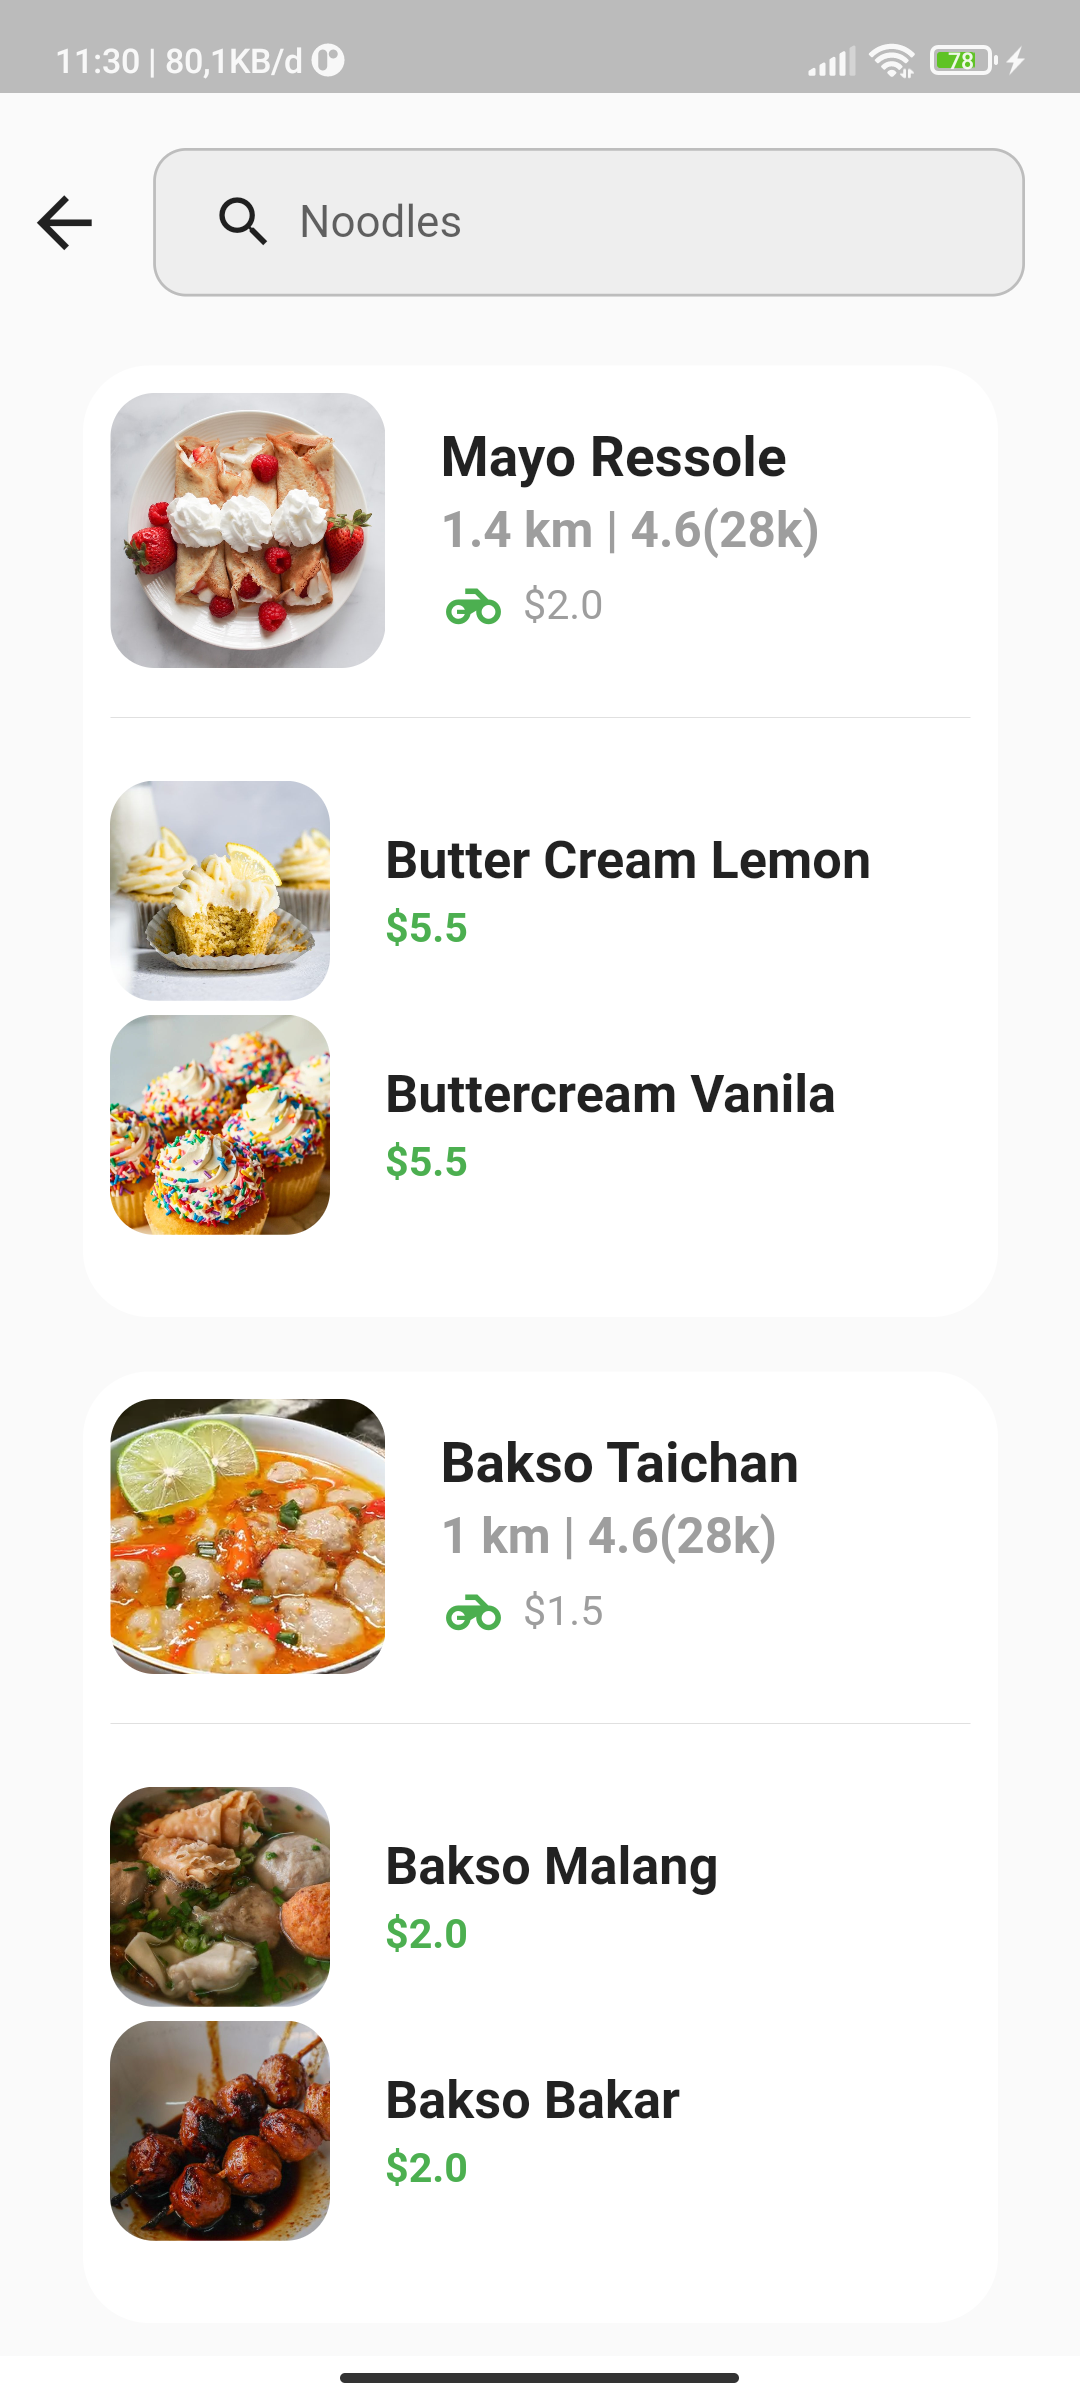 11:30 | 80,1KB/d
78
Noodles
Mayo Ressole
1.4 km | 4.6(28k)
$2.0
Butter Cream Lemon
$5.5
Buttercream Vanila
$5.5
Bakso Taichan
1 km | 4.6(28k)
$1.5
Bakso Malang
$2.0
Bakso Bakar
$2.0